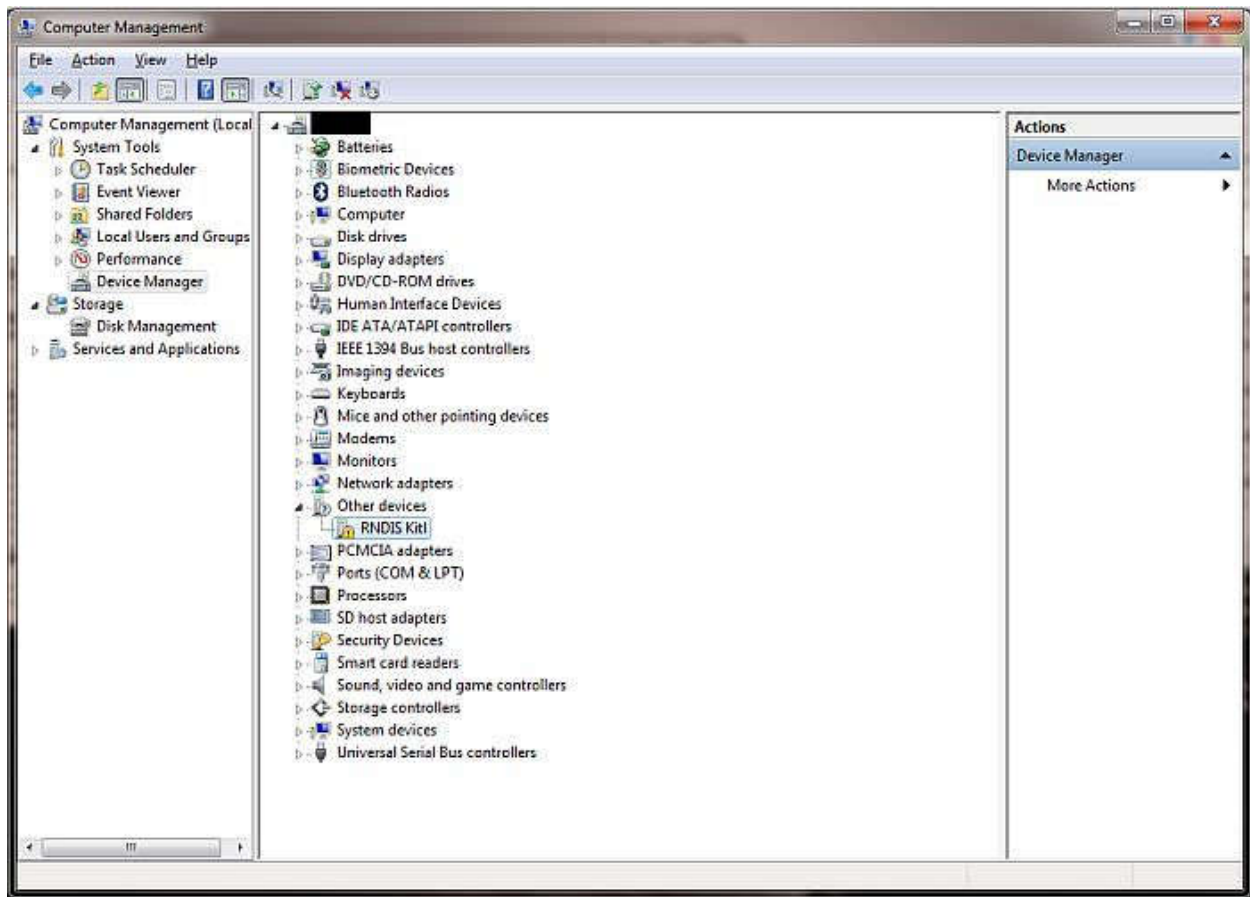 Computer Management
File Action View Help
Computer Management (Local
System Tools
Task Scheduler
Event Viewer
Shared Folders
Local Users and Groups
Performance
Device Manager
Storage
Disk Management
Services and Applications
Batteries
Biometric Devices
Bluetooth Radios
Computer
Disk drives
Display adapters
DVD/CD-ROM drives
Human Interface Devices
IDE ATA/ATAPI controllers
IEEE 1394 Bus host controllers
Imaging devices
Keyboards
Mice and other pointing devices
Modems
Monitors
Network adapters
Other devices
RNDIS Kitl
PCMCIA adapters
Ports (COM & LPT)
Processors
SD host adapters
Security Devices
Smart card readers
Sound, video and game controllers
Storage controllers
System devices
Universal Serial Bus controllers
Actions
Device Manager
More Actions